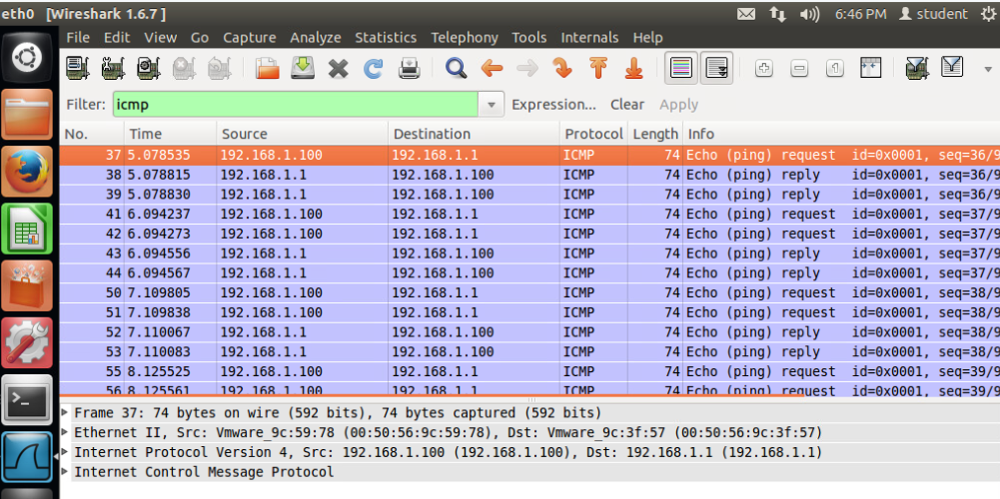 eth0 [Wireshark 1.6.7 ] 6:46 PM student
File Edit View Go Capture Analyze Statistics Telephony Tools Internals Help
Filter: icmp Expression... Clear Apply
No. Time Source Destination Protocol Length Info
37 5.078535 192.168.1.100 192.168.1.1 ICMP 74 Echo (ping) request id=0x0001, seq=36/9
38 5.078815 192.168.1.1 192.168.1.100 ICMP 74 Echo (ping) reply id=0x0001, seq=36/9
39 5.078830 192.168.1.1 192.168.1.100 ICMP 74 Echo (ping) reply id=0x0001, seq=36/9
41 6.094237 192.168.1.100 192.168.1.1 ICMP 74 Echo (ping) request id=0x0001, seq=37/9
42 6.094273 192.168.1.100 192.168.1.1 ICMP 74 Echo (ping) request id=0x0001, seq=37/9
43 6.094556 192.168.1.1 192.168.1.100 ICMP 74 Echo (ping) reply id=0x0001, seq=37/9
44 6.094567 192.168.1.1 192.168.1.100 ICMP 74 Echo (ping) reply id=0x0001, seq=37/9
50 7.109805 192.168.1.100 192.168.1.1 ICMP 74 Echo (ping) request id=0x0001, seq=38/9
51 7.109838 192.168.1.100 192.168.1.1 ICMP 74 Echo (ping) request id=0x0001, seq=38/9
52 7.110067 192.168.1.1 192.168.1.100 ICMP 74 Echo (ping) reply id=0x0001, seq=38/9
53 7.110083 192.168.1.1 192.168.1.100 ICMP 74 Echo (ping) reply id=0x0001, seq=38/9
55 8.125525 192.168.1.100 192.168.1.1 ICMP 74 Echo (ping) request id=0x0001, seq=39/9
56 8.125561 192.168.1.100 192.168.1.1 ICMP 74 Echo (ping) request id=0x0001, seq=39/9
Frame 37: 74 bytes on wire (592 bits), 74 bytes captured (592 bits)
Ethernet II, Src: Vmware_9c:59:78 (00:50:56:9c:59:78), Dst: Vmware_9c:3f:57 (00:50:56:9c:3f:57)
Internet Protocol Version 4, Src: 192.168.1.100 (192.168.1.100), Dst: 192.168.1.1 (192.168.1.1)
Internet Control Message Protocol